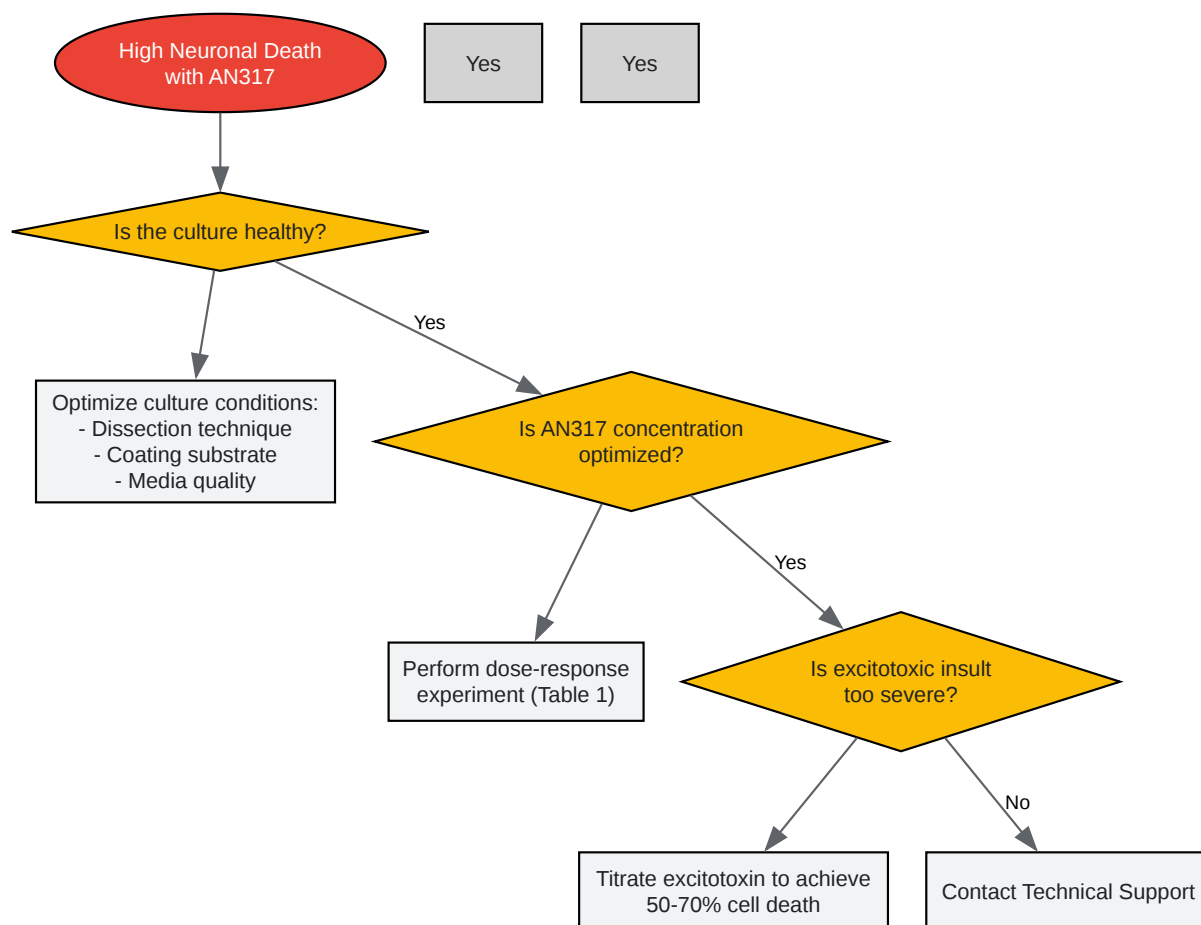 High Neuronal Death
with AN317
Yes
Yes
Is the culture healthy?
Yes
Optimize culture conditions:
- Dissection technique
- Coating substrate
- Media quality
Is AN317 concentration
optimized?
Yes
Perform dose-response
experiment (Table 1)
Is excitotoxic insult
too severe?
No
Titrate excitotoxin to achieve
50-70% cell death
Contact Technical Support